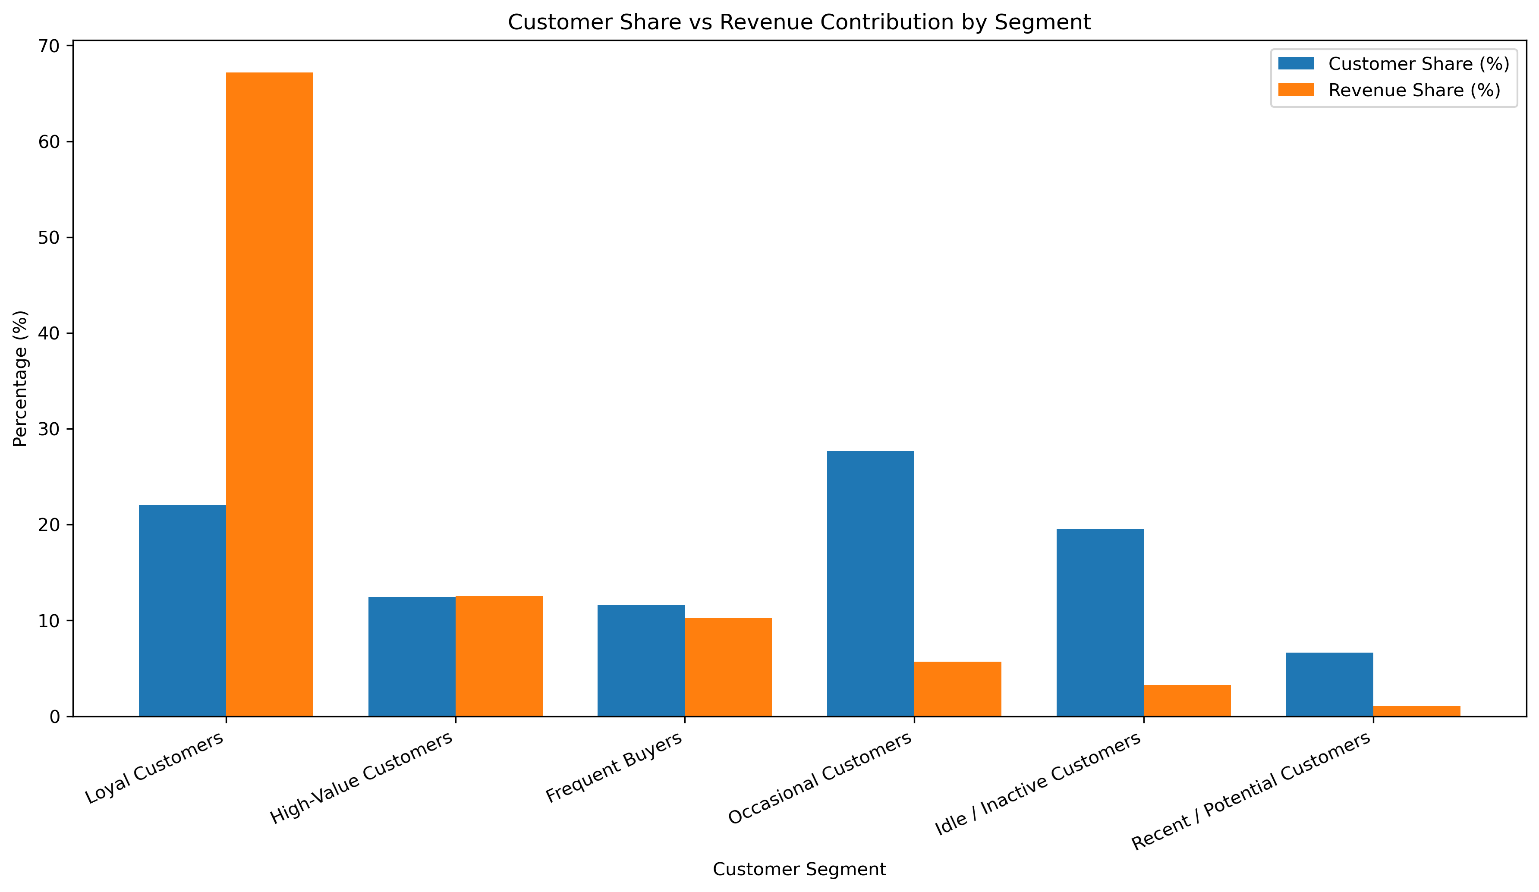 Customer Share vs Revenue Contribution by Segment
Customer Share (%)
Revenue Share (%)
Percentage (%)
70
60
50
40
30
20
10
0
Loyal Customers
High-Value Customers
Frequent Buyers
Occasional Customers
Idle / Inactive Customers
Recent / Potential Customers
Customer Segment